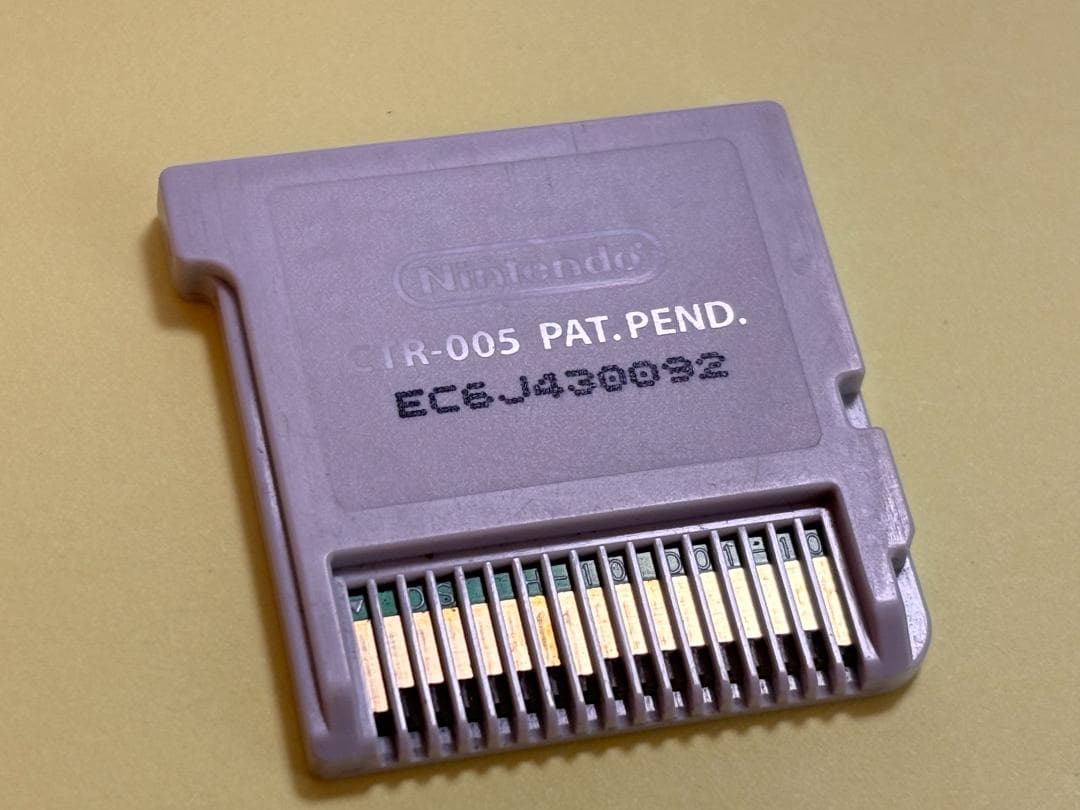 Nintendo®
CTR-005 PAT.PEND.
EC6J430092